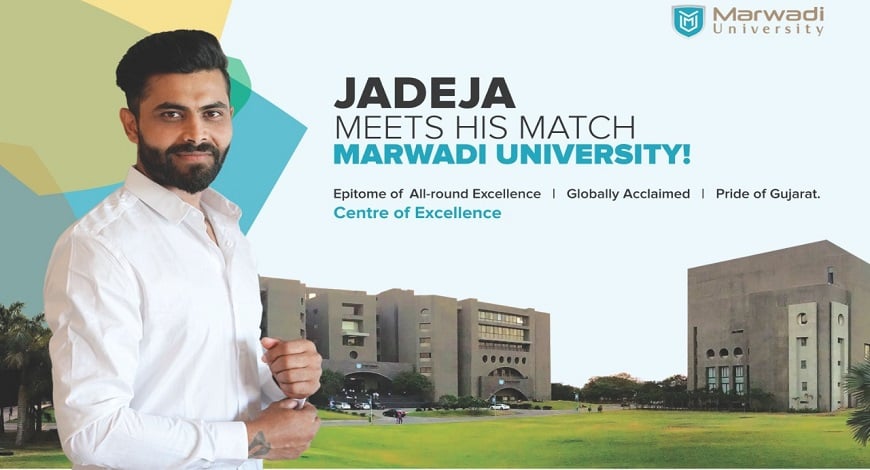 Marwadi
University
JADEJA
MEETS HIS MATCH
MARWADI UNIVERSITY!
Epitome of All-round Excellence | Globally Acclaimed | Pride of Gujarat.
Centre of Excellence